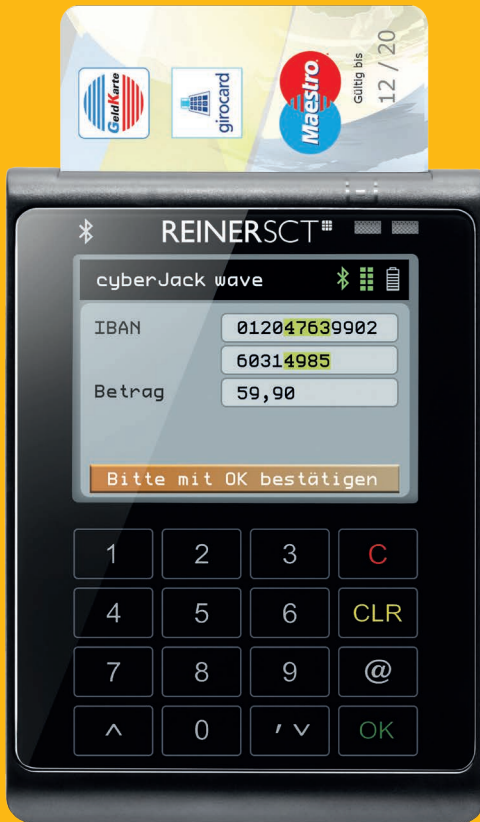 GeldKarte
girocard
Maestro
Gültig bis
12 / 20
REINERSCT
cyberJack wave
IBAN 012047639902
60314985
Betrag 59,90
Bitte mit OK bestätigen
1 2 3 C
4 5 6 CLR
7 8 9 @
^ 0 ' v OK